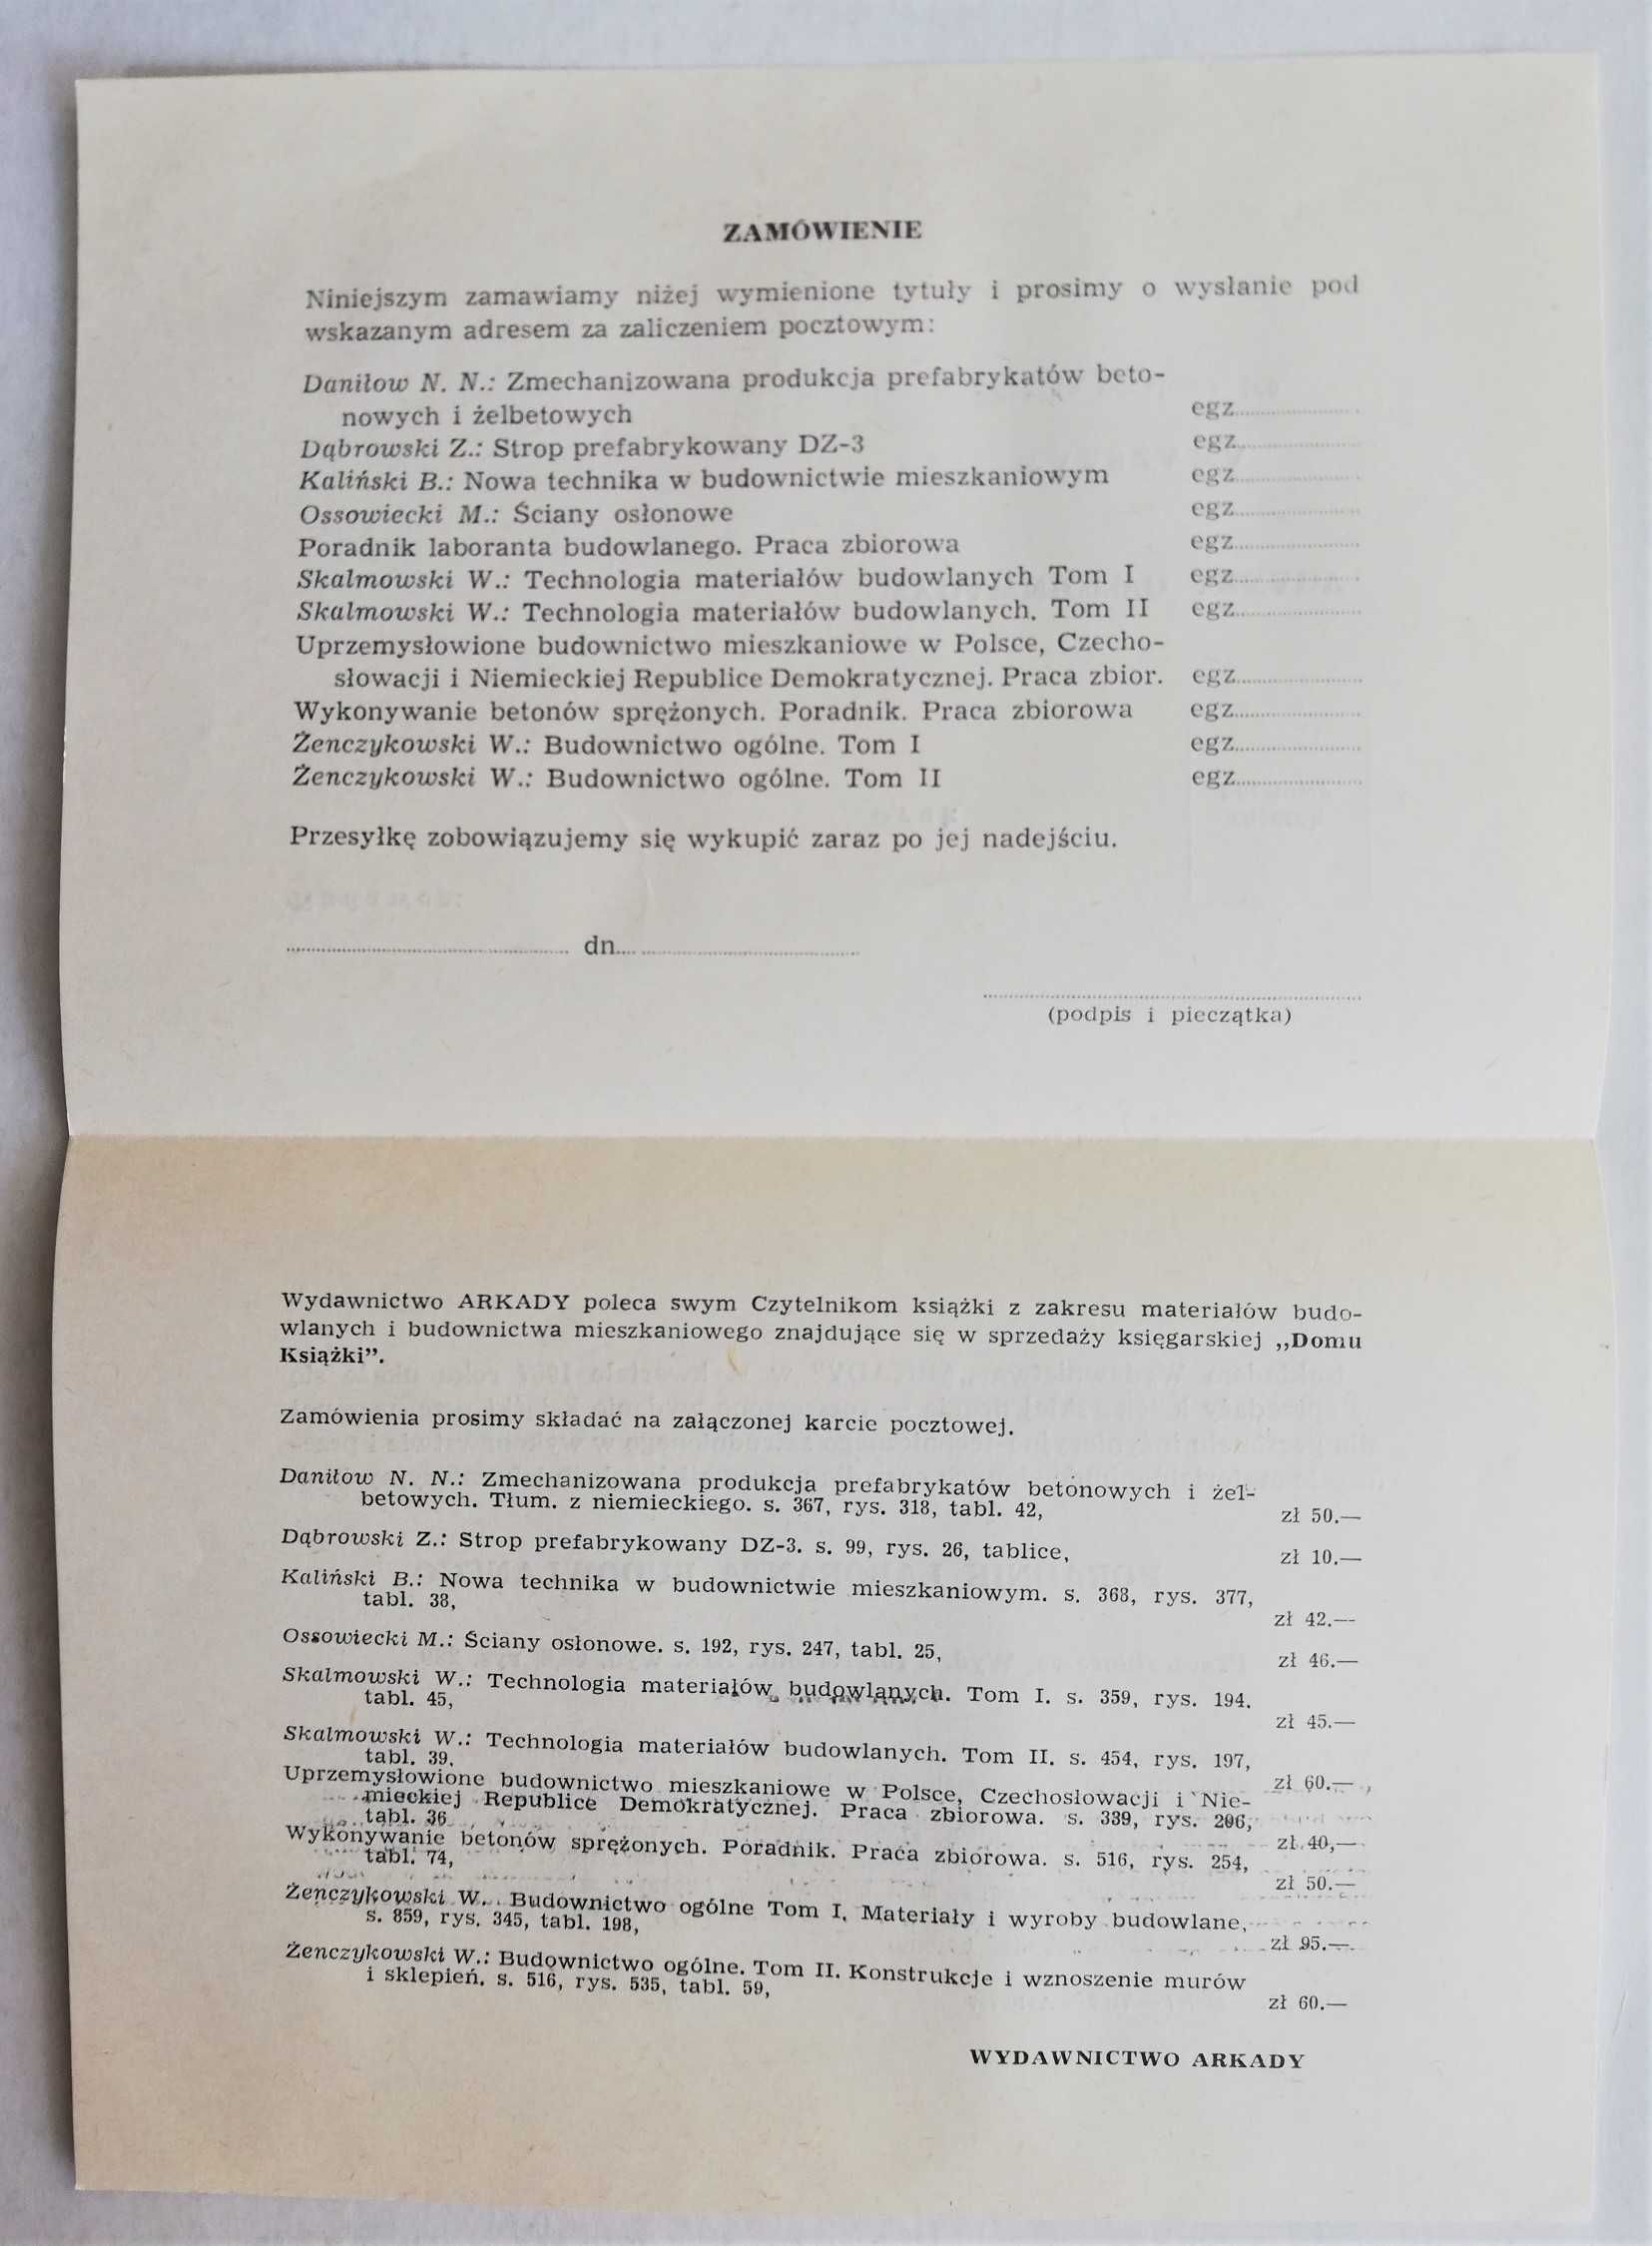 ZAMÓWIENIE
Niniejszym zamawiamy niżej wymienione tytuły i prosimy o wysłanie pod
wskazanym adresem za zaliczeniem pocztowym:
Daniłow N. N.: Zmechanizowana produkcja prefabrykatów beto-
nowych i żelbetowych egz.
Dąbrowski Z.: Strop prefabrykowany DZ-3 egz.
Kaliński B.: Nowa technika w budownictwie mieszkaniowym egz.
Ossowiecki M.: Ściany osłonowe egz.
Poradnik laboranta budowlanego. Praca zbiorowa egz.
Skalmowski W.: Technologia materiałów budowlanych Tom I egz.
Skalmowski W.: Technologia materiałów budowlanych. Tom II egz.
Uprzemysłowione budownictwo mieszkaniowe w Polsce, Czecho-
słowacji i Niemieckiej Republice Demokratycznej. Praca zbior. egz.
Wykonywanie betonów sprężonych. Poradnik. Praca zbiorowa egz.
Żenczykowski W.: Budownictwo ogólne. Tom I egz.
Żenczykowski W.: Budownictwo ogólne. Tom II egz.
Przesyłkę zobowiązujemy się wykupić zaraz po jej nadejściu.
dn.
(podpis i pieczątka)
Wydawnictwo ARKADY poleca swym Czytelnikom książki z zakresu materiałów budo-
wlanych i budownictwa mieszkaniowego znajdujące się w sprzedaży księgarskiej „Domu
Książki”.
Zamówienia prosimy składać na załączonej karcie pocztowej.
Daniłow N. N.: Zmechanizowana produkcja prefabrykatów betonowych i żel-
betowych. Tłum. z niemieckiego. s. 367, rys. 318, tabl. 42, zł 50.—
Dąbrowski Z.: Strop prefabrykowany DZ-3. s. 99, rys. 26, tablice, zł 10.—
Kaliński B.: Nowa technika w budownictwie mieszkaniowym. s. 368, rys. 377,
tabl. 38, zł 42.—
Ossowiecki M.: Ściany osłonowe. s. 192, rys. 247, tabl. 25, zł 46.—
Skalmowski W.: Technologia materiałów budowlanych. Tom I. s. 359, rys. 194.
tabl. 45, zł 45.—
Skalmowski W.: Technologia materiałów budowlanych. Tom II. s. 454, rys. 197,
tabl. 39, zł 60.—
Uprzemysłowione budownictwo mieszkaniowe w Polsce, Czechosłowacji i Nie-
mieckiej Republice Demokratycznej. Praca zbiorowa. s. 339, rys. 206,
tabl. 36 zł 40,—
Wykonywanie betonów sprężonych. Poradnik. Praca zbiorowa. s. 516, rys. 254,
tabl. 74, zł 50.—
Żenczykowski W.. Budownictwo ogólne Tom I. Materiały i wyroby budowlane,
s. 859, rys. 345, tabl. 198, zł 95.—
Żenczykowski W.: Budownictwo ogólne. Tom II. Konstrukcje i wznoszenie murów
i sklepień. s. 516, rys. 535, tabl. 59, zł 60.—
WYDAWNICTWO ARKADY